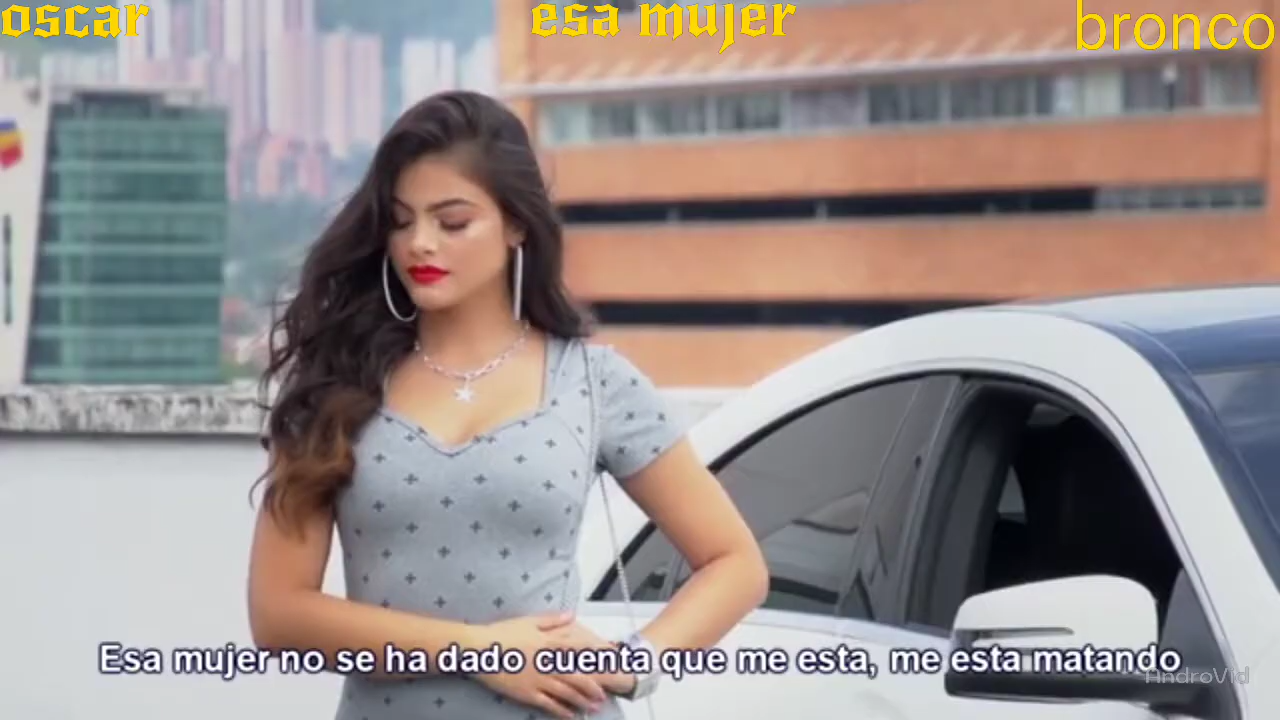 oscar
esa mujer
bronco
Esa mujer no se ha dado cuenta que me esta, me esta matando
AndroVid